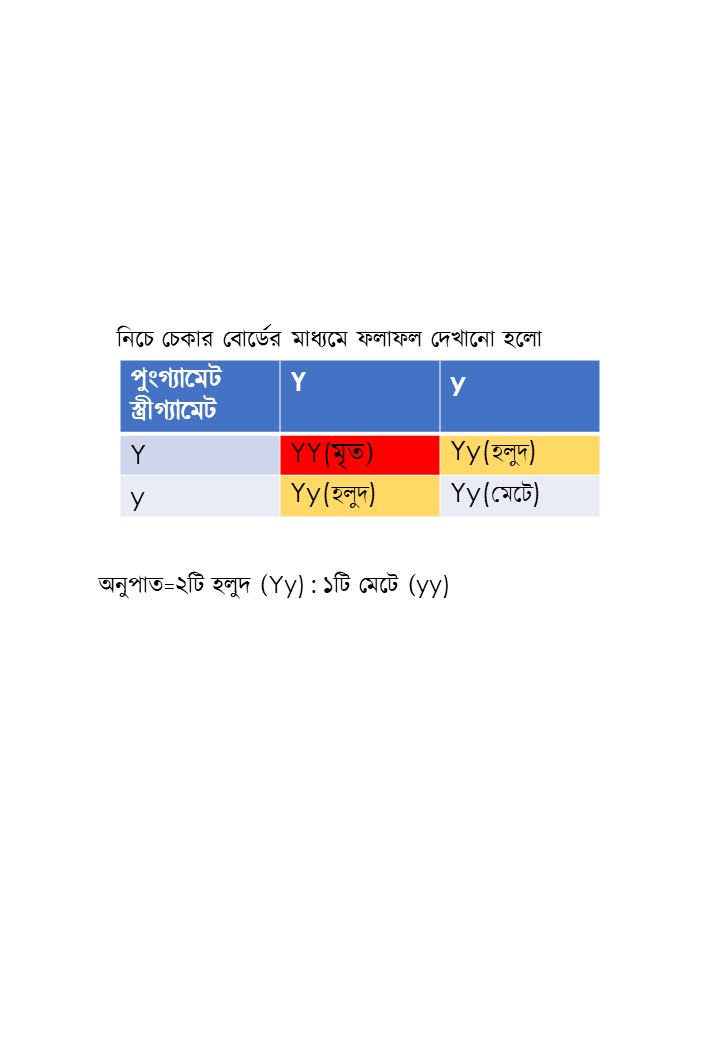 নিচে চেকার বোর্ডের মাধ্যমে ফলাফল দেখানো হলো
পুংগ্যামেট Y y
স্ত্রীগ্যামেট
Y YY(মৃত) Yy(হলুদ)
y Yy(হলুদ) Yy(মেটে)
অনুপাত=২টি হলুদ (Yy) : ১টি মেটে (yy)